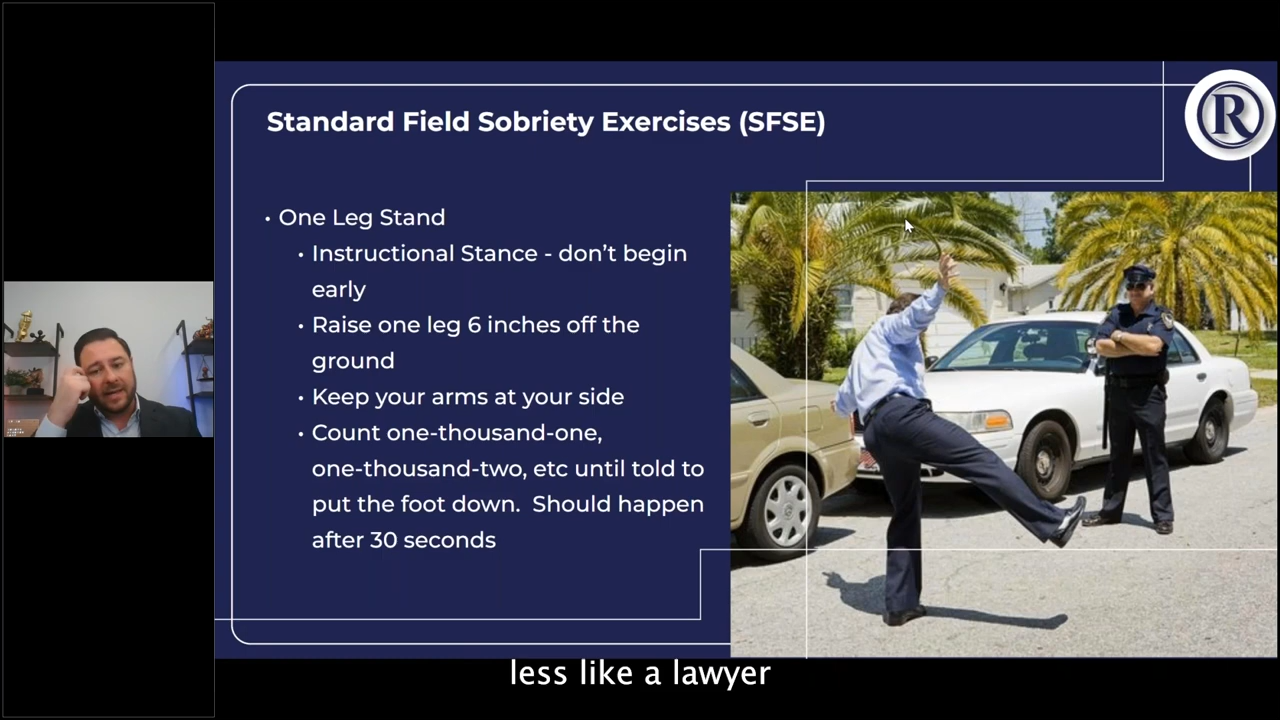 Standard Field Sobriety Exercises (SFSE)
R
• One Leg Stand
• Instructional Stance - don’t begin
early
• Raise one leg 6 inches off the
ground
• Keep your arms at your side
• Count one-thousand-one,
one-thousand-two, etc until told to
put the foot down.  Should happen
after 30 seconds
less like a lawyer